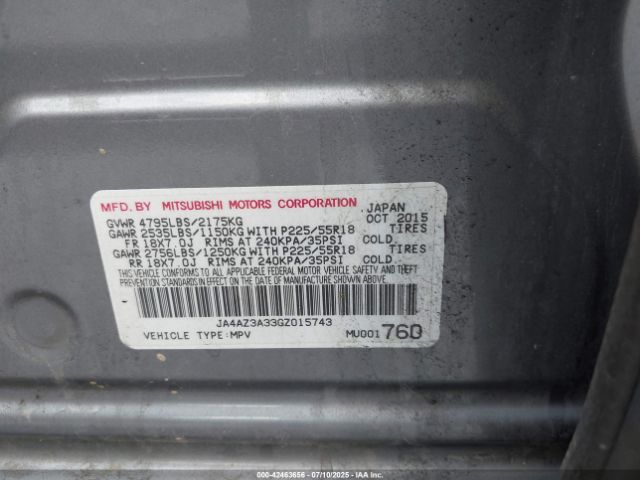 MFD. BY MITSUBISHI MOTORS CORPORATION JAPAN
GVWR 4795LBS/2175KG OCT 2015
GAWR 2535LBS/1150KG WITH P225/55R18 TIRES
FR 18X7.0J RIMS AT 240KPA/35PSI COLD.
GAWR 2756LBS/1250KG WITH P225/55R18 TIRES
RR 18X7.0J RIMS AT 240KPA/35PSI COLD.
THIS VEHICLE CONFORMS TO ALL APPLICABLE FEDERAL MOTOR VEHICLE SAFETY AND THEFT
PREVENTION STANDARDS IN EFFECT ON THE DATE OF MANUFACTURE SHOWN ABOVE.
JA4AZ3A33GZ015743
VEHICLE TYPE:MPV MU001760
000-42463656 - 07/10/2025 - IAAI.COM